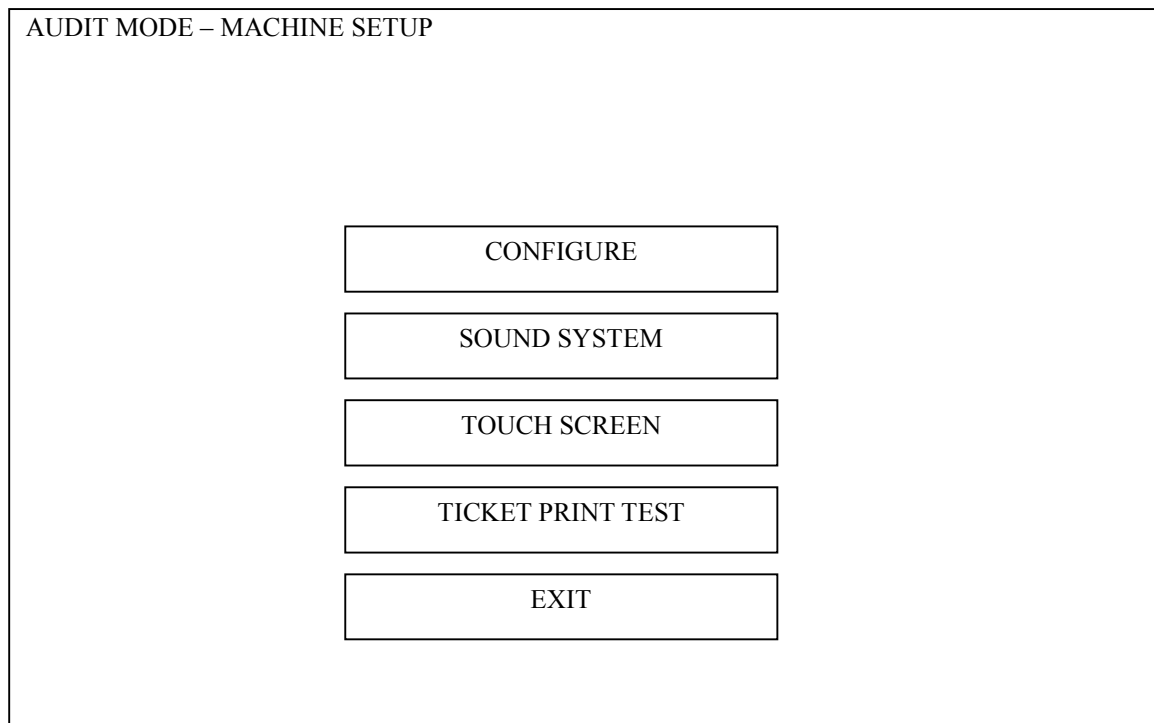 AUDIT MODE – MACHINE SETUP
CONFIGURE
SOUND SYSTEM
TOUCH SCREEN
TICKET PRINT TEST
EXIT